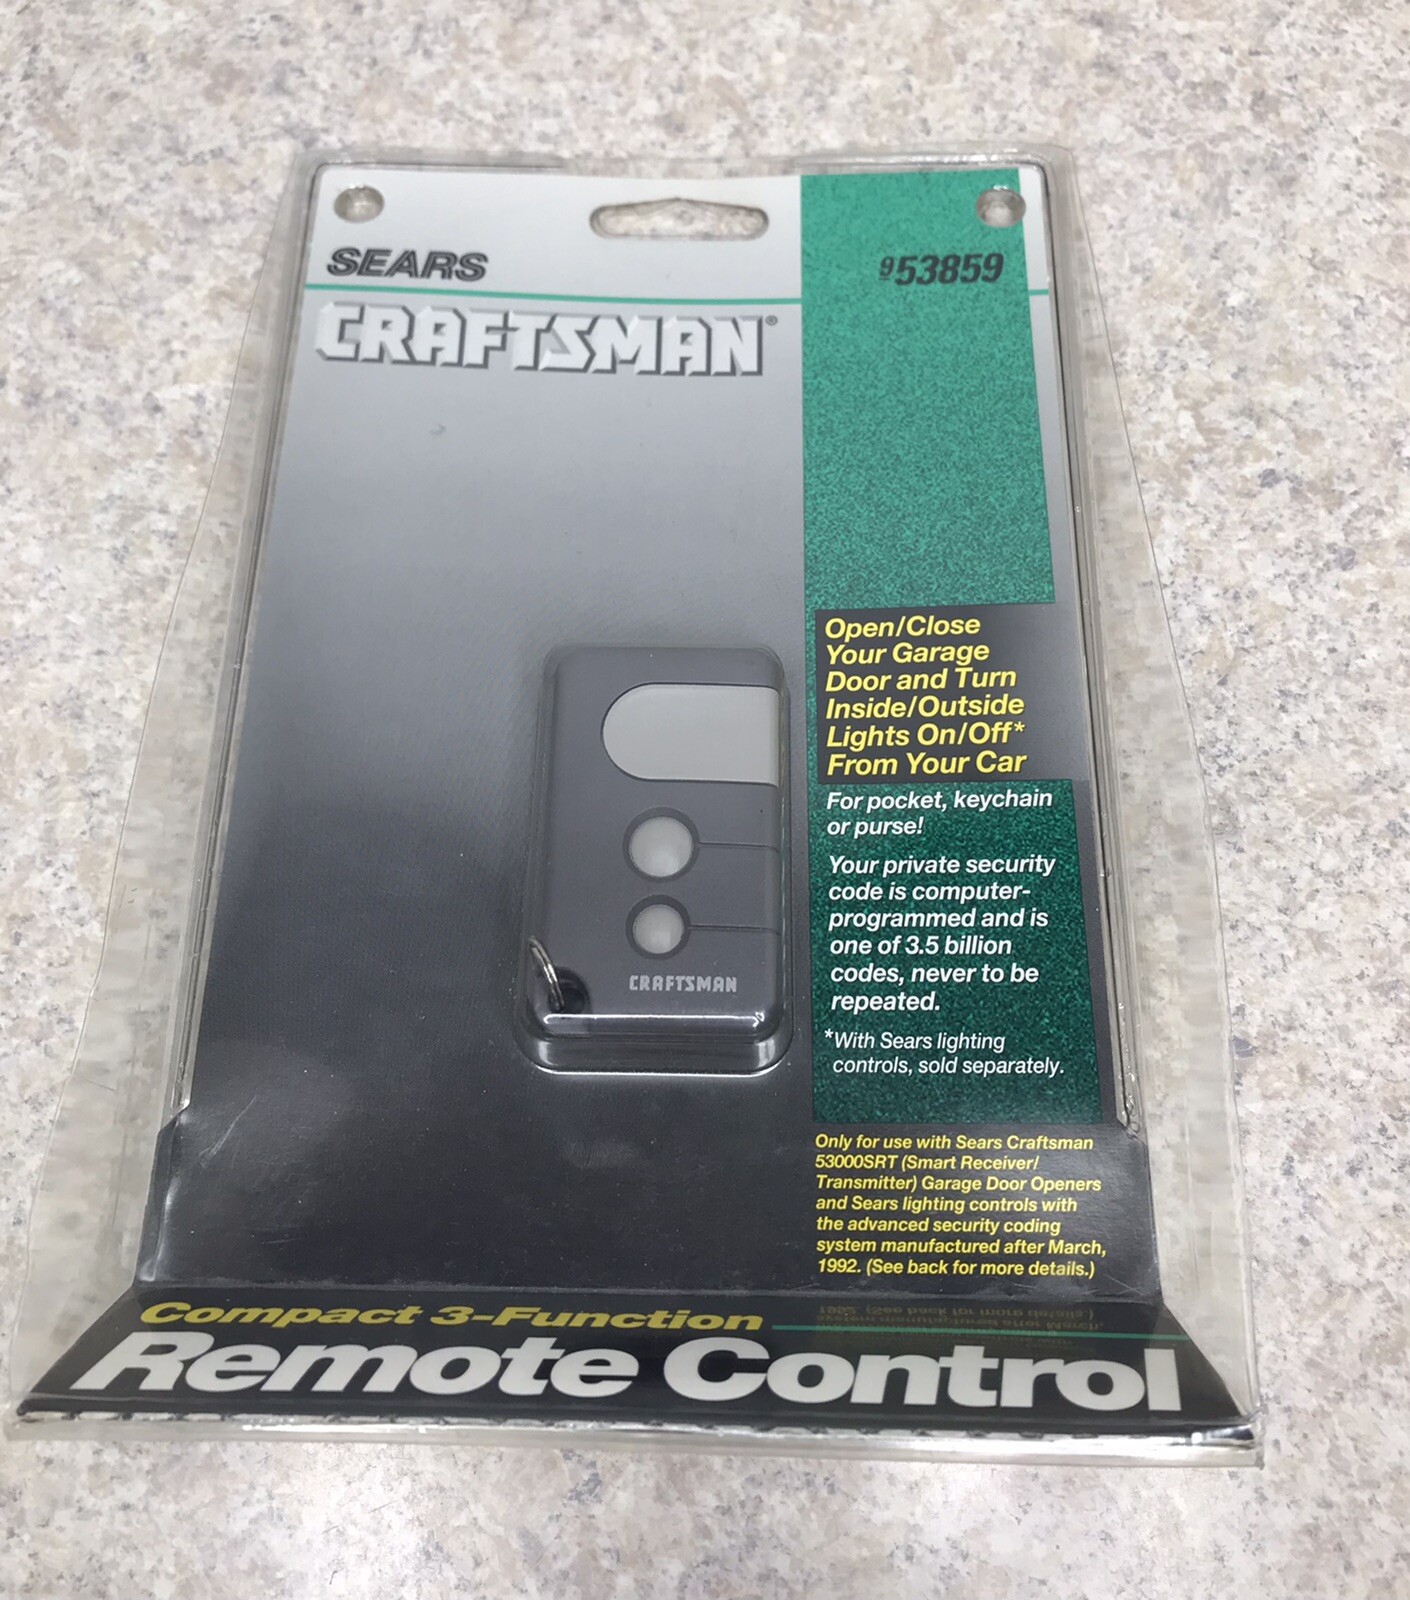 SEARS
953859
CRAFTSMAN®
Open/Close
Your Garage
Door and Turn
Inside/Outside
Lights On/Off*
From Your Car
For pocket, keychain
or purse!
Your private security
code is computer-
programmed and is
one of 3.5 billion
codes, never to be
repeated.
*With Sears lighting
controls, sold separately.
CRAFTSMAN
Only for use with Sears Craftsman
53000SRT (Smart Receiver/
Transmitter) Garage Door Openers
and Sears lighting controls with
the advanced security coding
system manufactured after March,
1992. (See back for more details.)
Compact 3-Function
Remote Control